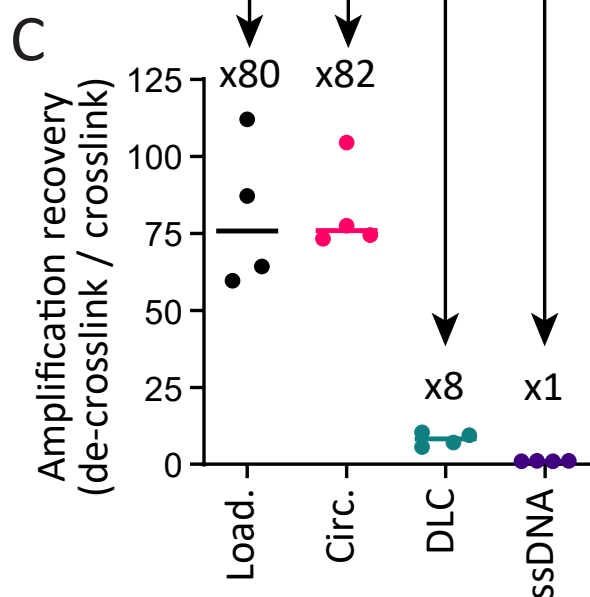 C
Amplification recovery
(de-crosslink / crosslink)
125
100
75
50
25
0
x80
x82
x8
x1
Load.
Circ.
DLC
ssDNA